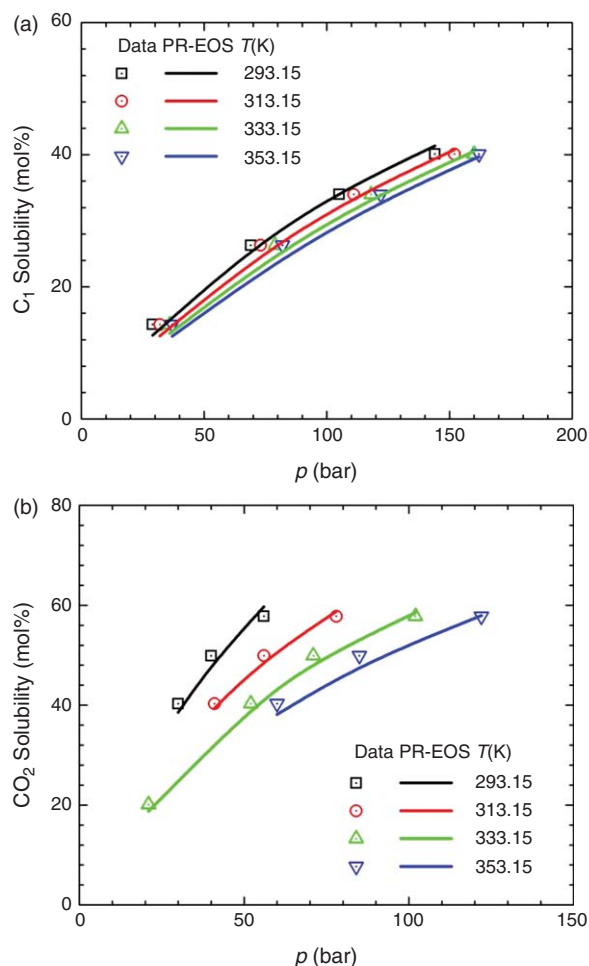 (a)
60
Data PR-EOS T(K)
293.15
313.15
333.15
353.15
40
20
0
C₁ Solubility (mol%)
0 50 100 150 200
p (bar)
(b)
80
60
40
20
0
CO₂ Solubility (mol%)
Data PR-EOS T(K)
293.15
313.15
333.15
353.15
0 50 100 150
p (bar)